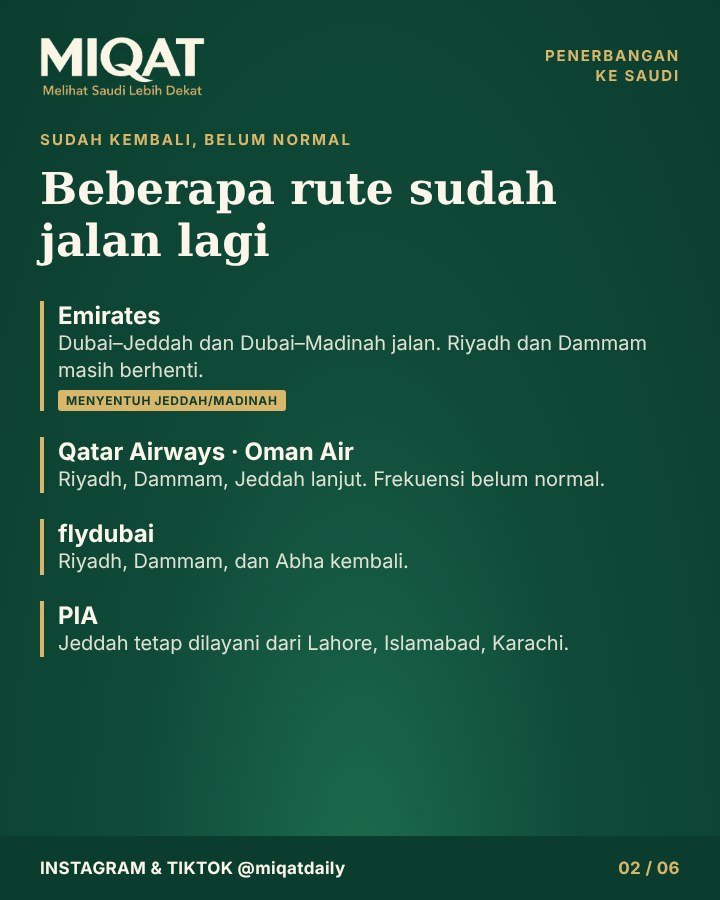 MIQAT
Melihat Saudi Lebih Dekat
PENERBANGAN
KE SAUDI
SUDAH KEMBALI, BELUM NORMAL
Beberapa rute sudah
jalan lagi
Emirates
Dubai–Jeddah dan Dubai–Madinah jalan. Riyadh dan Dammam
masih berhenti.
MENYENTUH JEDDAH/MADINAH
Qatar Airways · Oman Air
Riyadh, Dammam, Jeddah lanjut. Frekuensi belum normal.
flydubai
Riyadh, Dammam, dan Abha kembali.
PIA
Jeddah tetap dilayani dari Lahore, Islamabad, Karachi.
INSTAGRAM & TIKTOK @miqatdaily
02 / 06